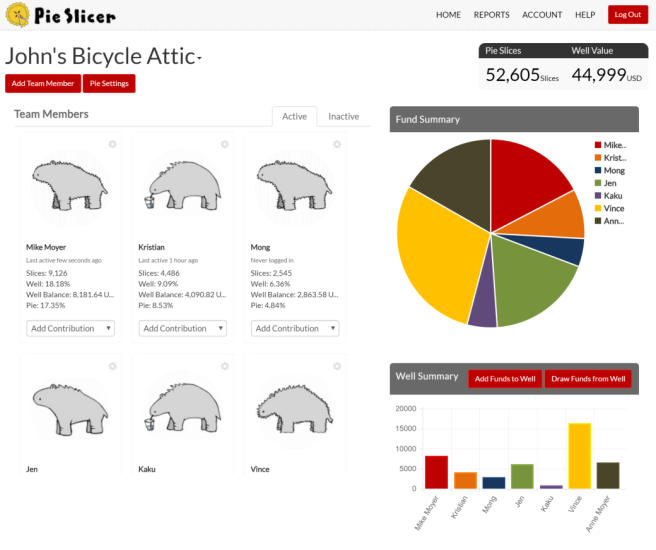 Pie Slicer
HOME REPORTS ACCOUNT HELP Log Out
John's Bicycle Attic
Add Team Member Pie Settings
Pie Slices Well Value
52,605 Slices 44,999 USD
Team Members
Active Inactive
Mike Moyer
Last active few seconds ago
Slices: 9,126
Well: 18.18%
Well Balance: 8,181.64 U...
Pie: 17.35%
Add Contribution
Kristian
Last active 1 hour ago
Slices: 4,486
Well: 9.09%
Well Balance: 4,090.82 U...
Pie: 8.53%
Add Contribution
Mong
Never logged in
Slices: 2,545
Well: 6.36%
Well Balance: 2,863.58 U...
Pie: 4.84%
Add Contribution
Jen
Kaku
Vince
Fund Summary
Mike...
Krist...
Mong
Jen
Kaku
Vince
Ann...
Well Summary Add Funds to Well Draw Funds from Well
20000
15000
10000
5000
0
Mike Moyer
Kristian
Mong
Jen
Kaku
Vince
Anne Moyer